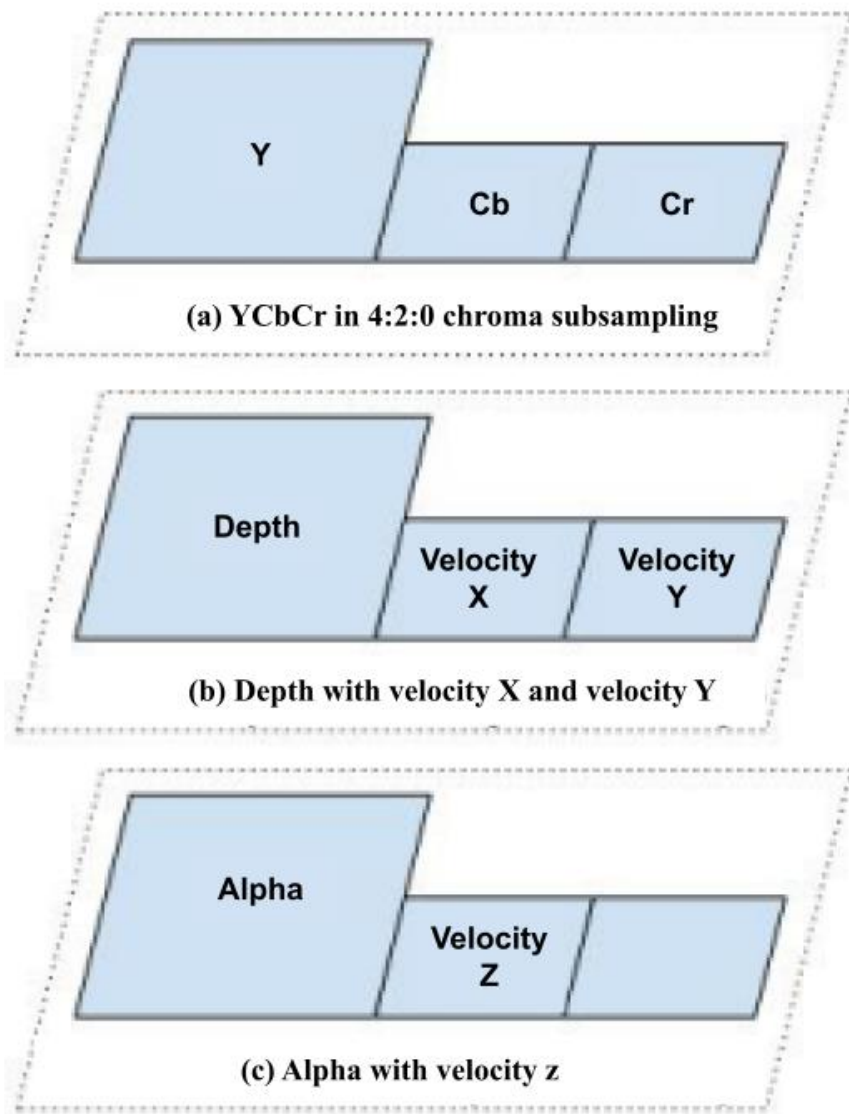 Y
Cb
Cr
(a) YCbCr in 4:2:0 chroma subsampling
Depth
Velocity
X
Velocity
Y
(b) Depth with velocity X and velocity Y
Alpha
Velocity
Z
(c) Alpha with velocity z